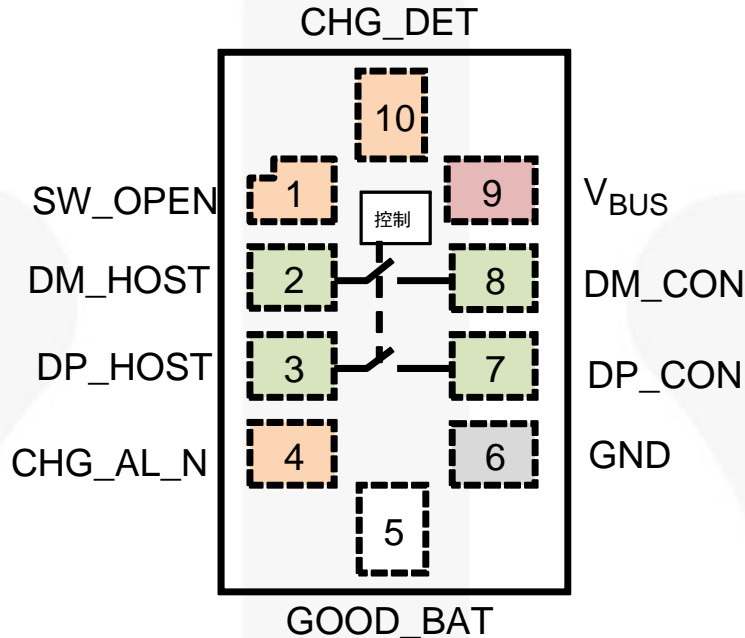 CHG_DET
10
SW_OPEN 1 9 VBUS
控制
DM_HOST 2 8 DM_CON
DP_HOST 3 7 DP_CON
CHG_AL_N 4 6 GND
5
GOOD_BAT